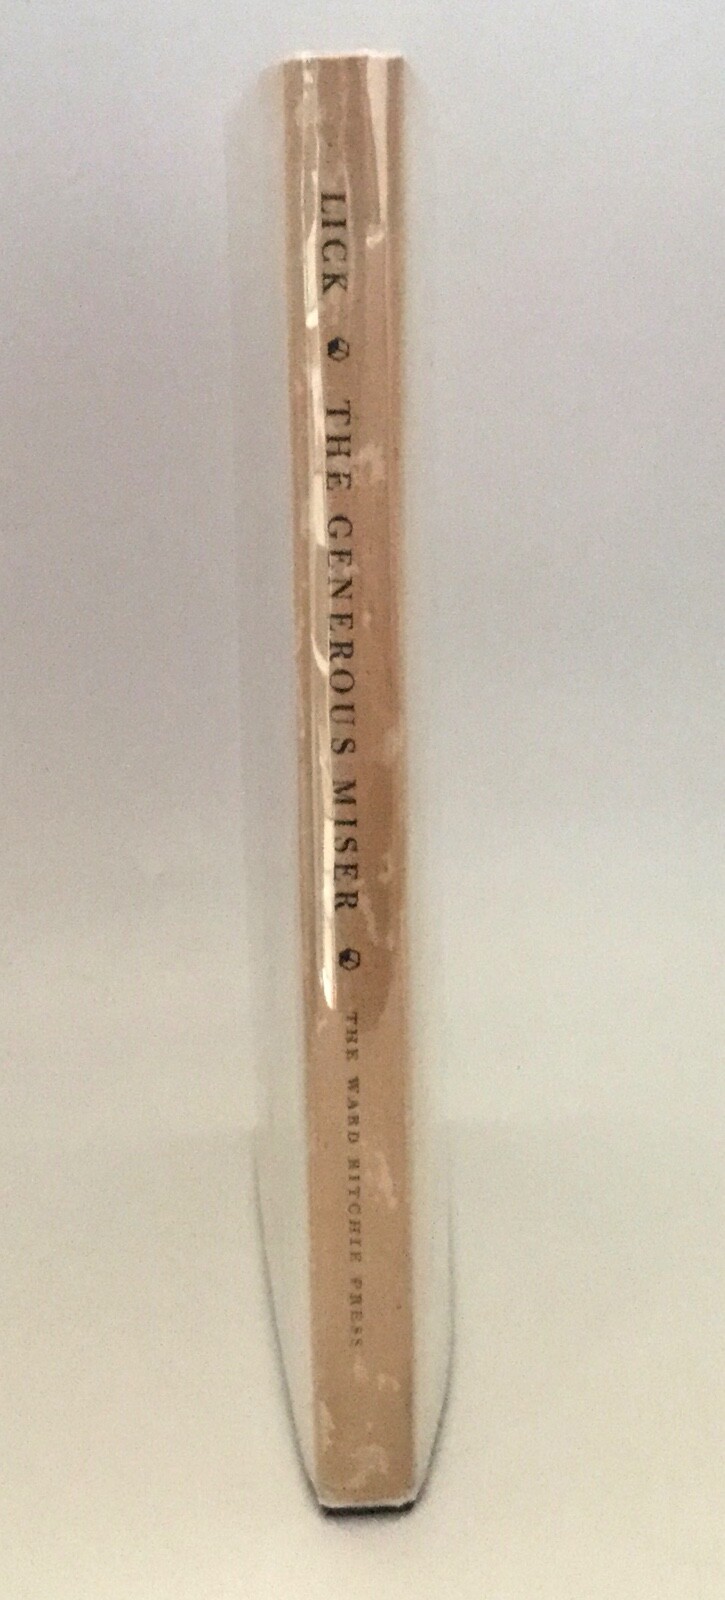 LICK THE GENEROUS MISER THE WARD RITCHIE PRESS